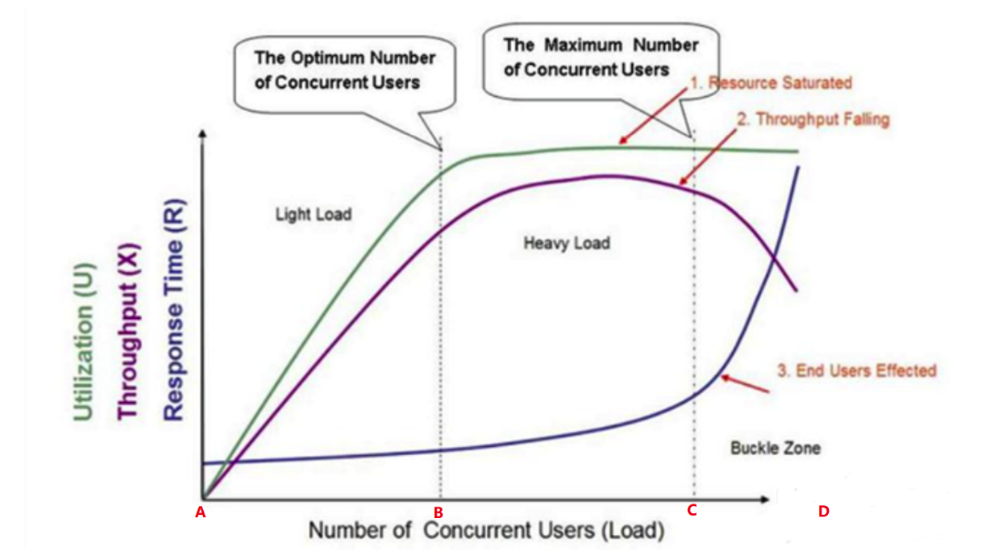 The Optimum Number
of Concurrent Users
The Maximum Number
of Concurrent Users
1. Resource Saturated
2. Throughput Falling
Light Load
Heavy Load
Utilization (U)
Throughput (X)
Response Time (R)
3. End Users Effected
Buckle Zone
A
B
C
D
Number of Concurrent Users (Load)